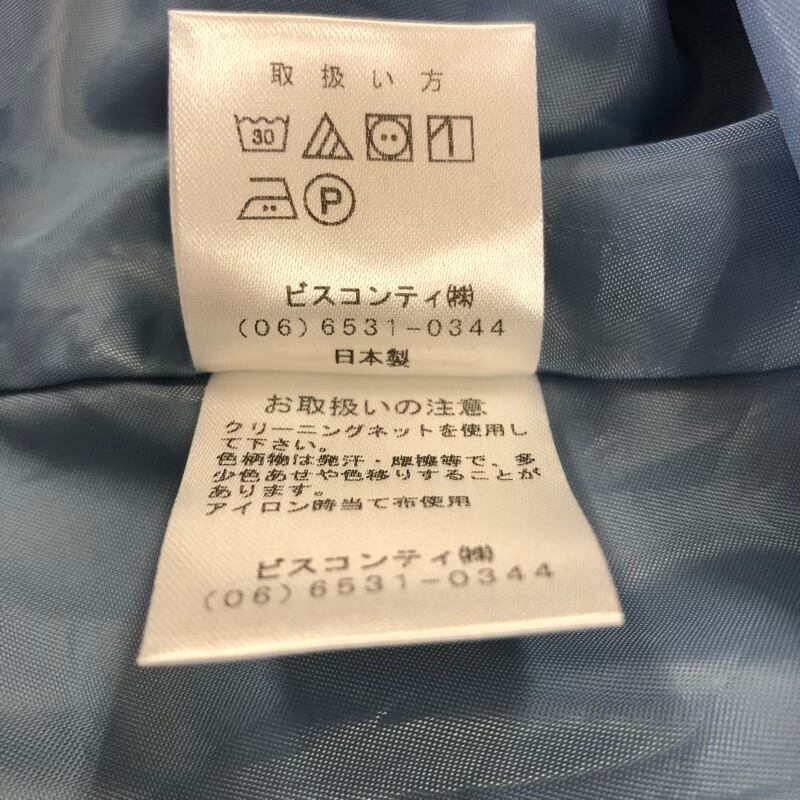 取扱い方
30
P
ビスコンティ㈱
(06)6531-0344
日本製
お取扱いの注意
クリーニングネットを使用し
て下さい。
色柄物は発汗・摩擦等で、多
少色あせや色移りすることが
あります。
アイロン時当て布使用
ビスコンティ㈱
(06)6531-0344